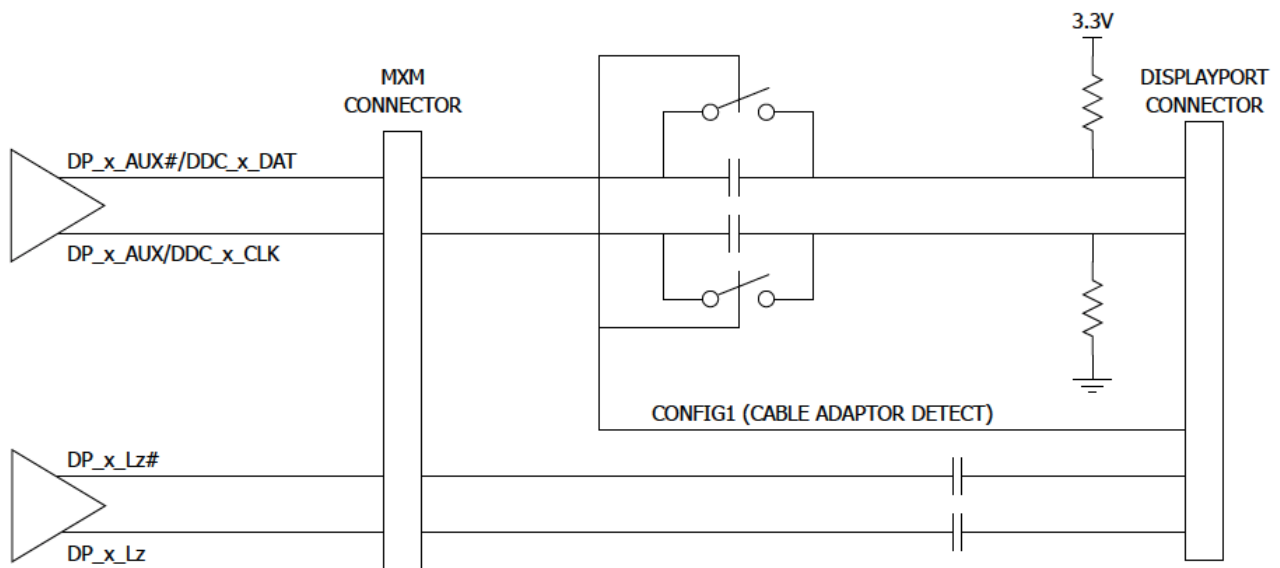 3.3V
MXM
CONNECTOR
DISPLAYPORT
CONNECTOR
DP_x_AUX#/DDC_x_DAT
DP_x_AUX/DDC_x_CLK
CONFIG1 (CABLE ADAPTOR DETECT)
DP_x_Lz#
DP_x_Lz